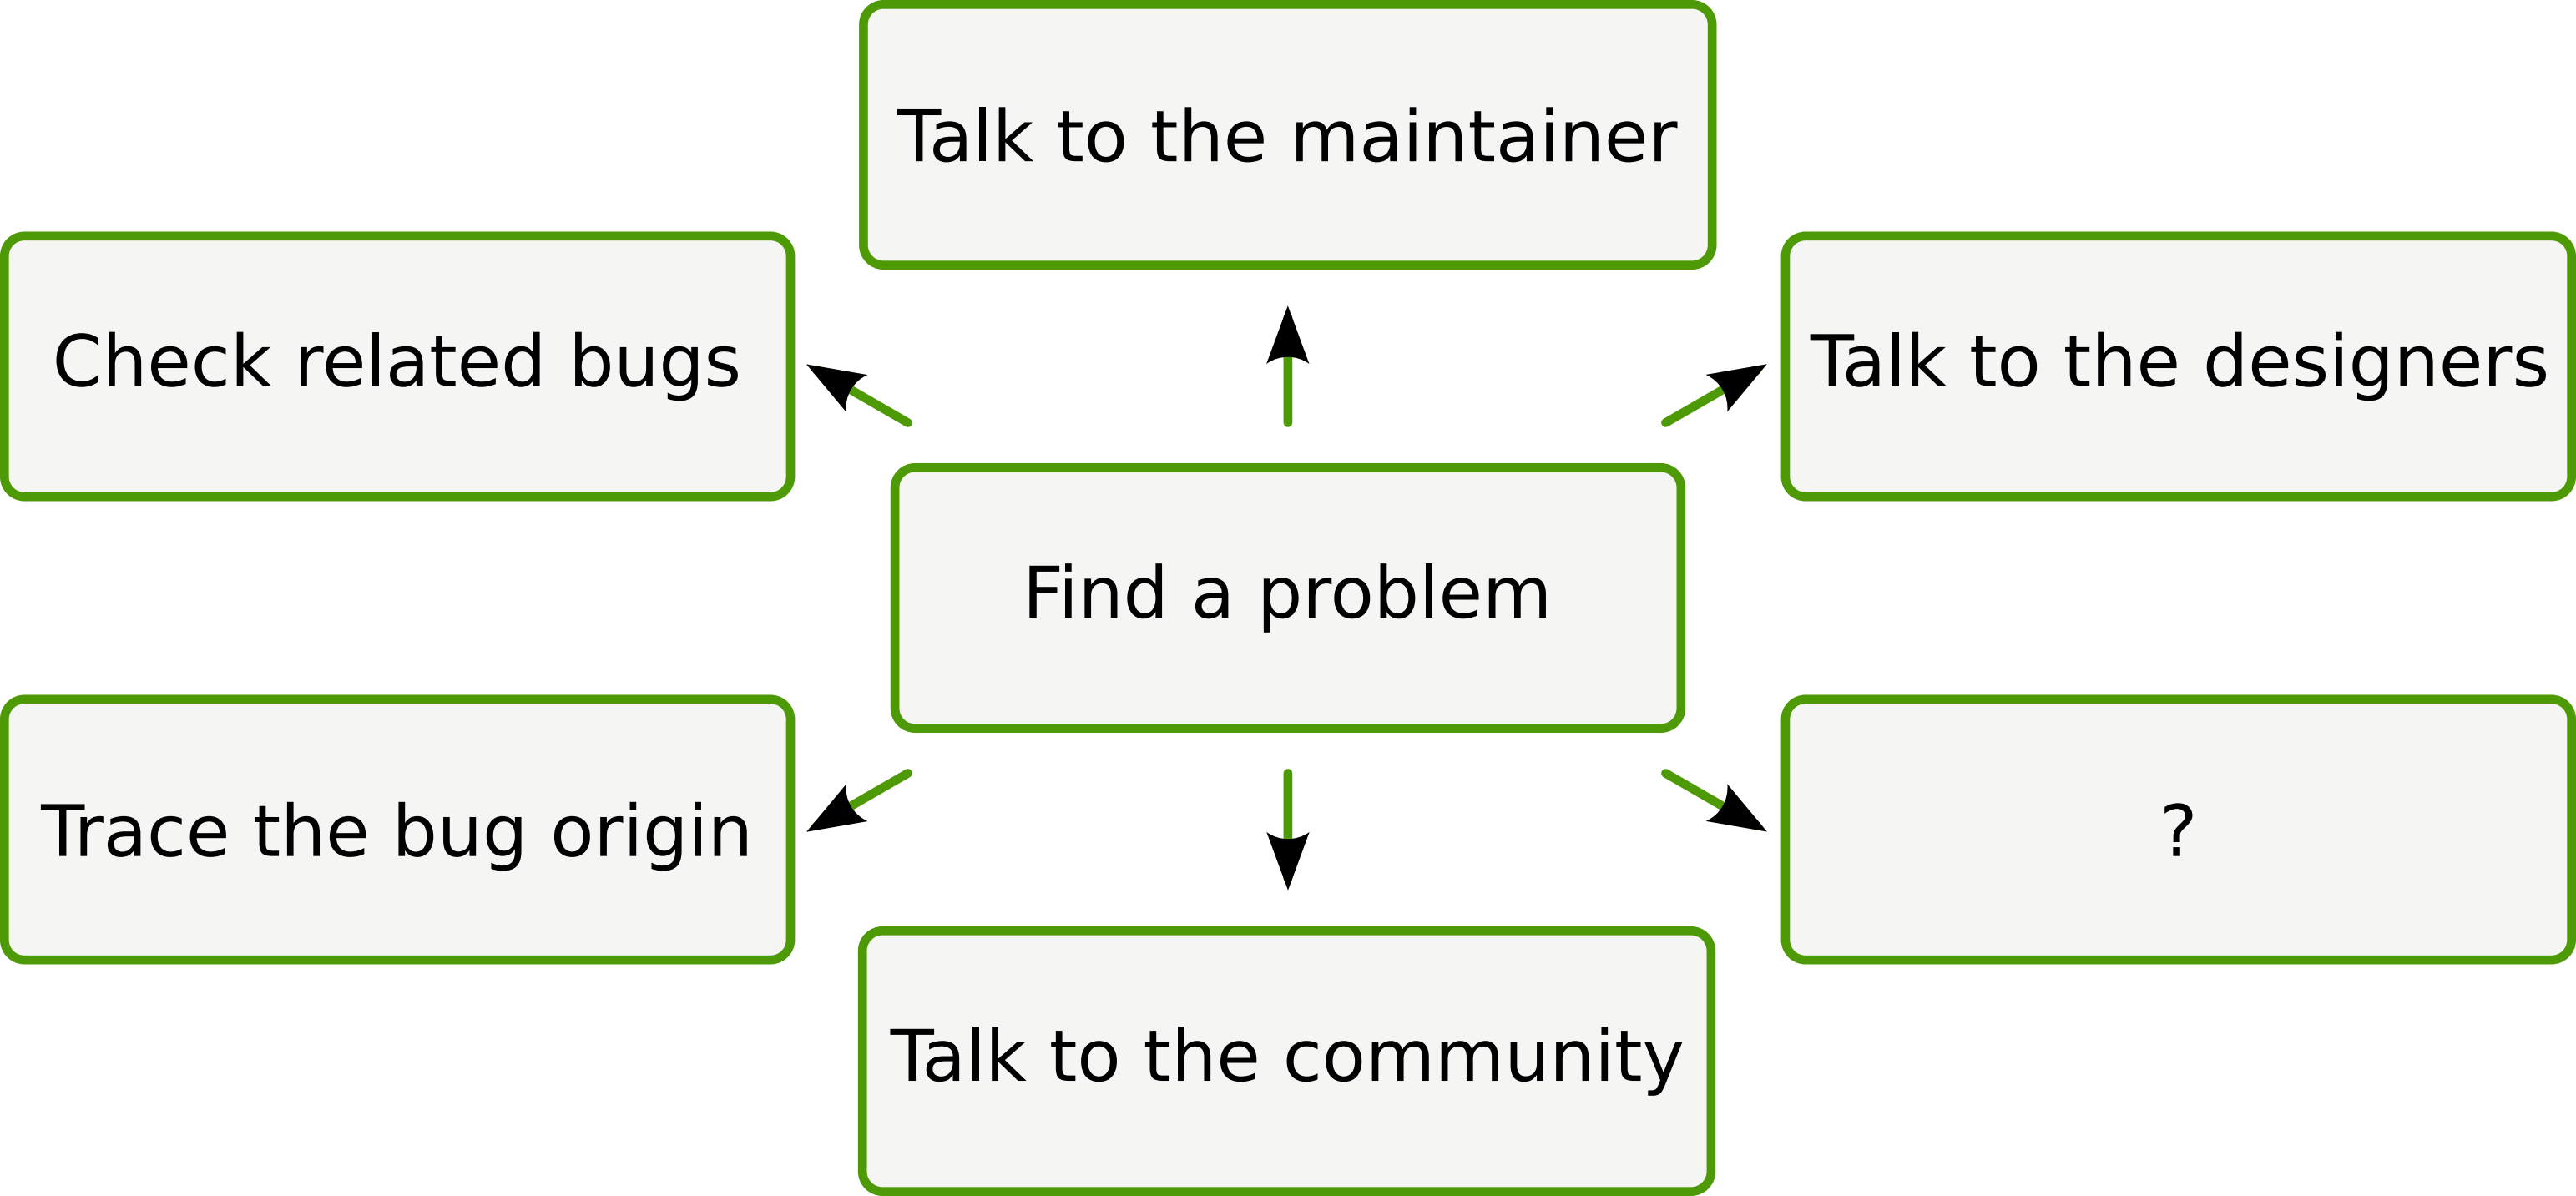 Talk to the maintainer
Check related bugs
Talk to the designers
Find a problem
Trace the bug origin
?
Talk to the community